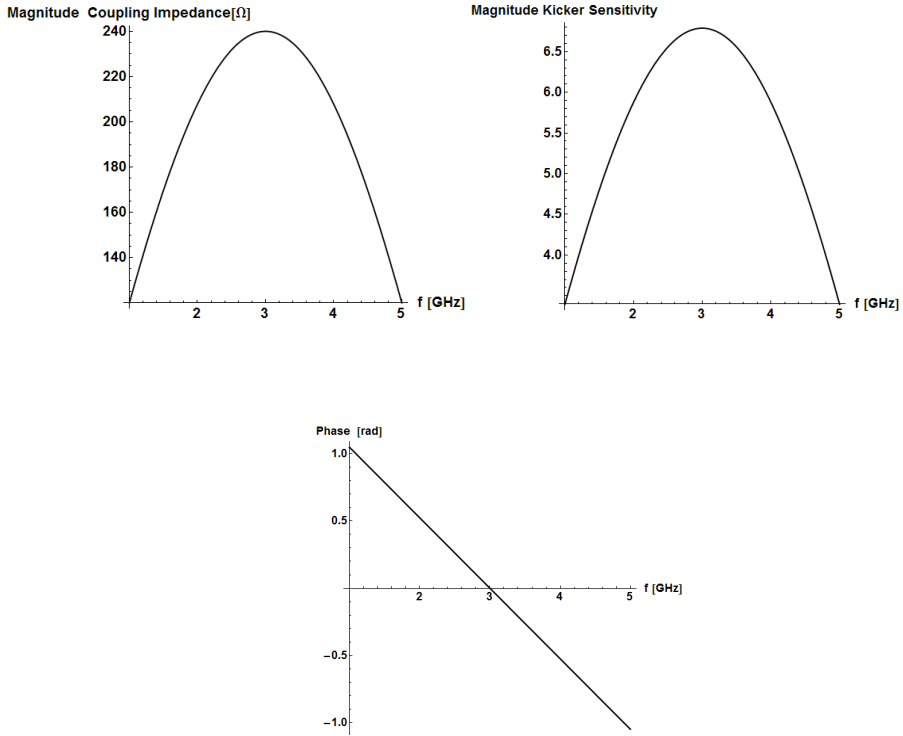 Magnitude Coupling Impedance[Ω]
240
220
200
180
160
140
2 3 4 5 f [GHz]
Magnitude Kicker Sensitivity
6.5
6.0
5.5
5.0
4.5
4.0
2 3 4 5 f [GHz]
Phase [rad]
1.0
0.5
2 3 4 5 f [GHz]
−0.5
−1.0